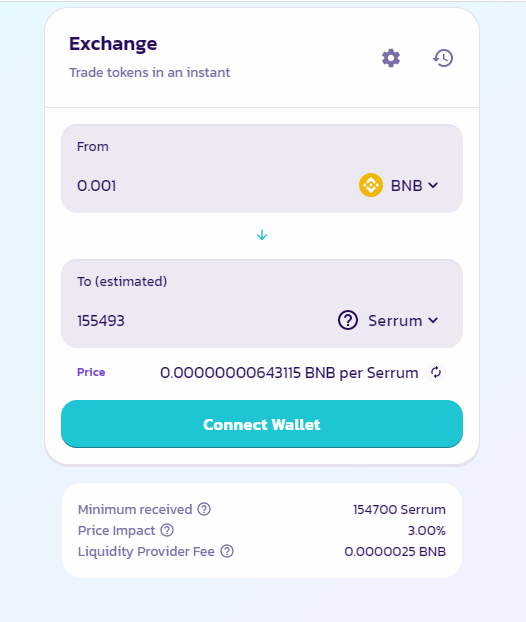 Exchange
Trade tokens in an instant
From
0.001 BNB
To (estimated)
155493 Serrum
Price 0.00000000643115 BNB per Serrum
Connect Wallet
Minimum received 154700 Serrum
Price Impact 3.00%
Liquidity Provider Fee 0.0000025 BNB